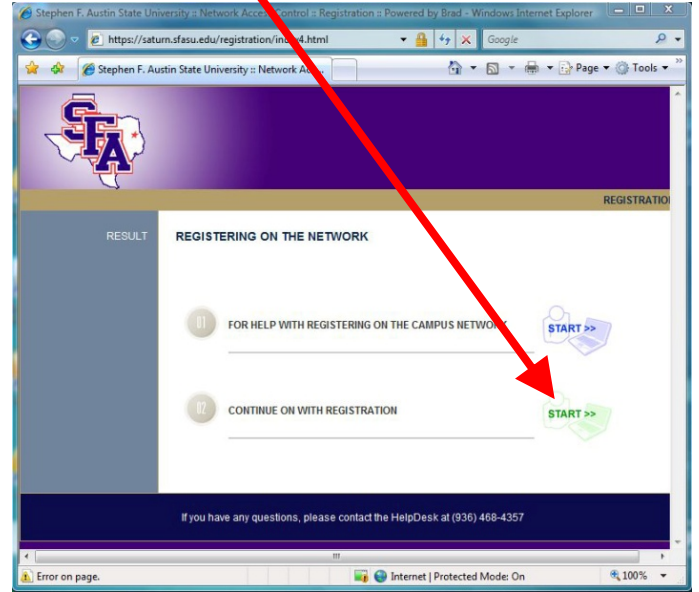 Stephen F. Austin State University :: Network Access Control :: Registration :: Powered by Brad - Windows Internet Explorer
https://saturn.sfasu.edu/registration/index4.html
Google
Stephen F. Austin State University :: Network Ac...
Page
Tools
SFA
REGISTRATIO
RESULT
REGISTERING ON THE NETWORK
01
FOR HELP WITH REGISTERING ON THE CAMPUS NETWORK
START >>
02
CONTINUE ON WITH REGISTRATION
START >>
If you have any questions, please contact the HelpDesk at (936) 468-4357
Error on page.
Internet | Protected Mode: On
100%